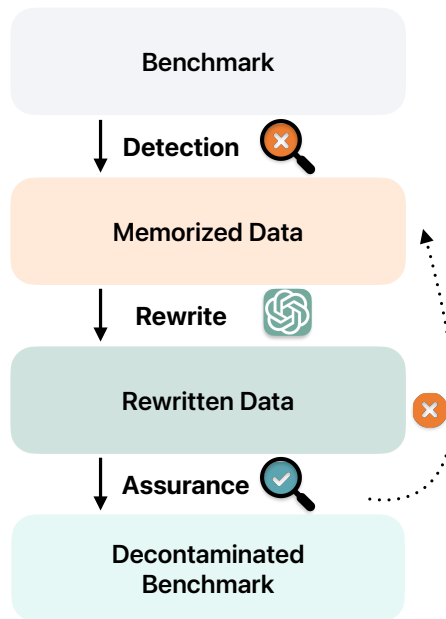 Benchmark
Detection
Memorized Data
Rewrite
Rewritten Data
Assurance
Decontaminated
Benchmark